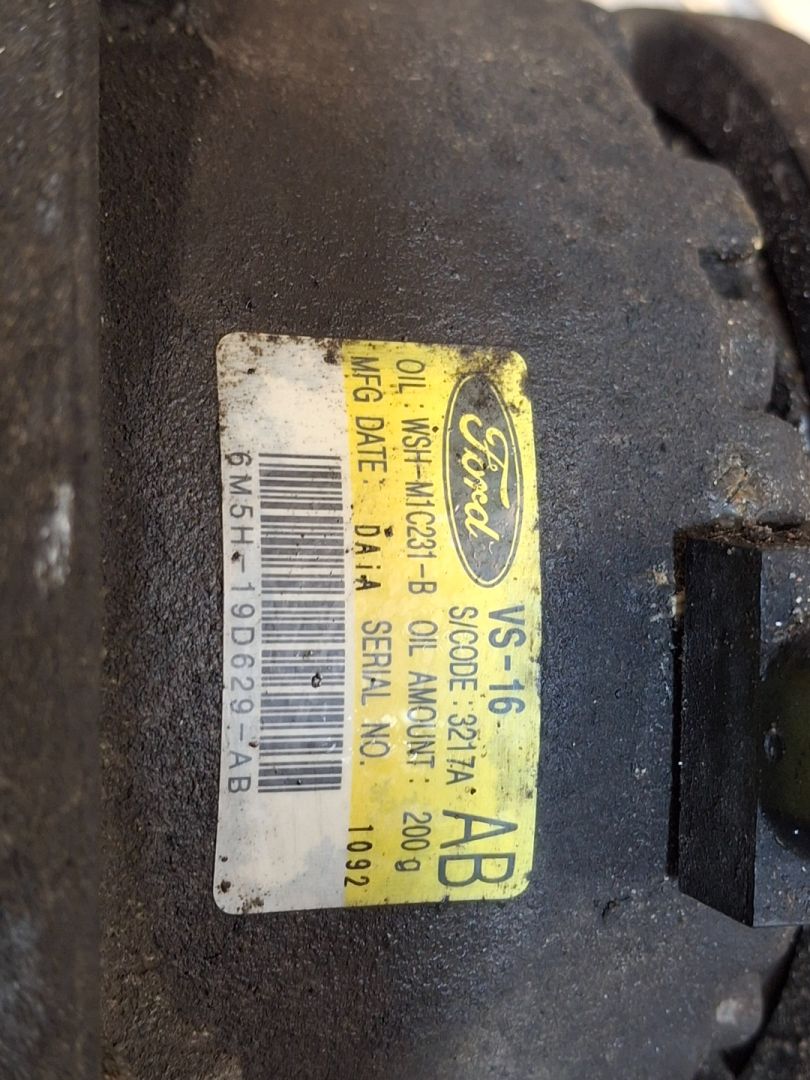 Ford
VS-16
S/CODE : 3217A
AB
OIL : WSH-M1C231-B OIL AMOUNT : 200 g
MFG DATE : DAiA SERIAL NO. 1092
6M5H-19D629-AB